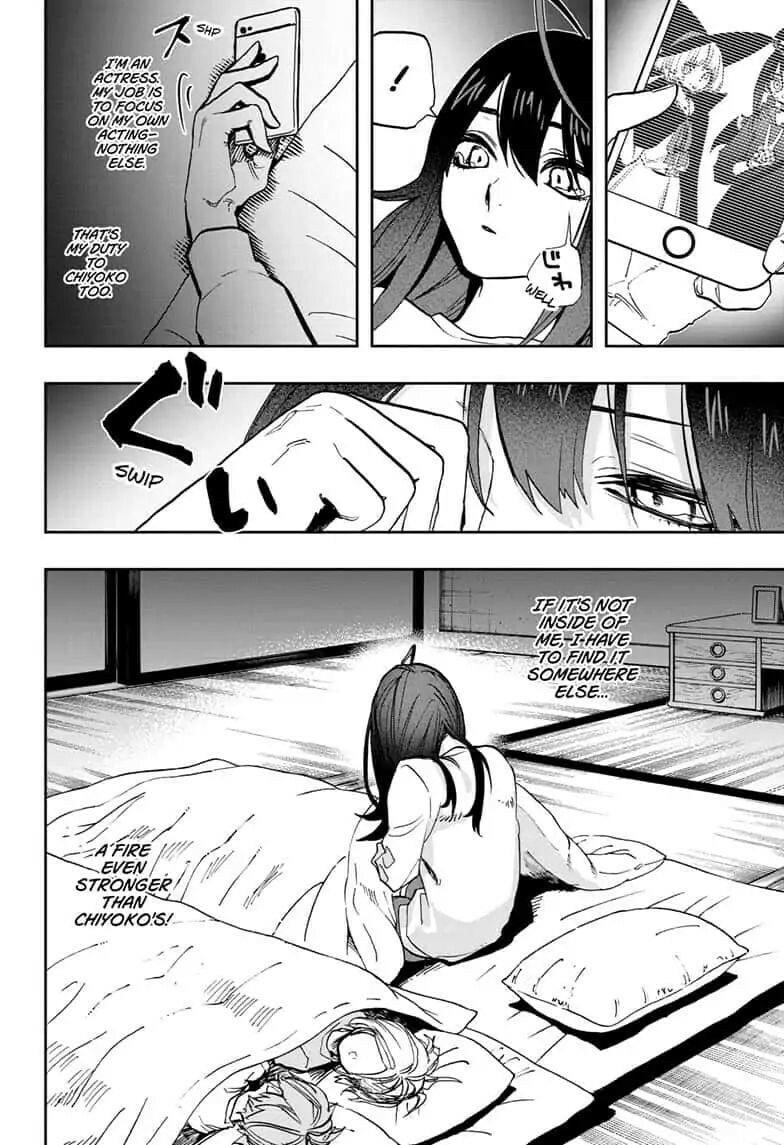 !
ジワ
WELL
ス
SHP
I'M AN
ACTRESS.
MY JOB IS
TO FOCUS
ON MY OWN
ACTING—
NOTHING
ELSE.
THAT'S
MY DUTY
TO
CHIYOKO
TOO.
ぐいッ
SWIP
IF IT'S NOT
INSIDE OF
ME, I HAVE
TO FIND IT
SOMEWHERE
ELSE...
A FIRE
EVEN
STRONGER
THAN
CHIYOKO'S!